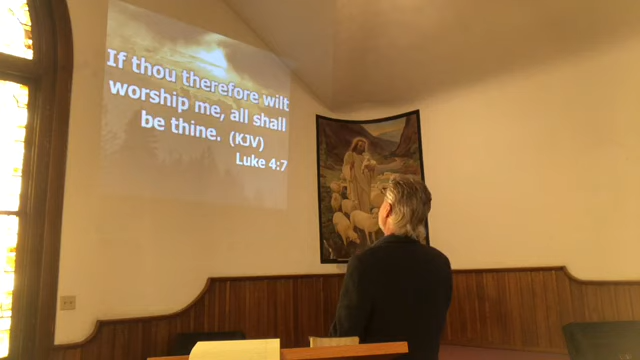 If thou therefore wilt
worship me, all shall
be thine. (KJV)
Luke 4:7